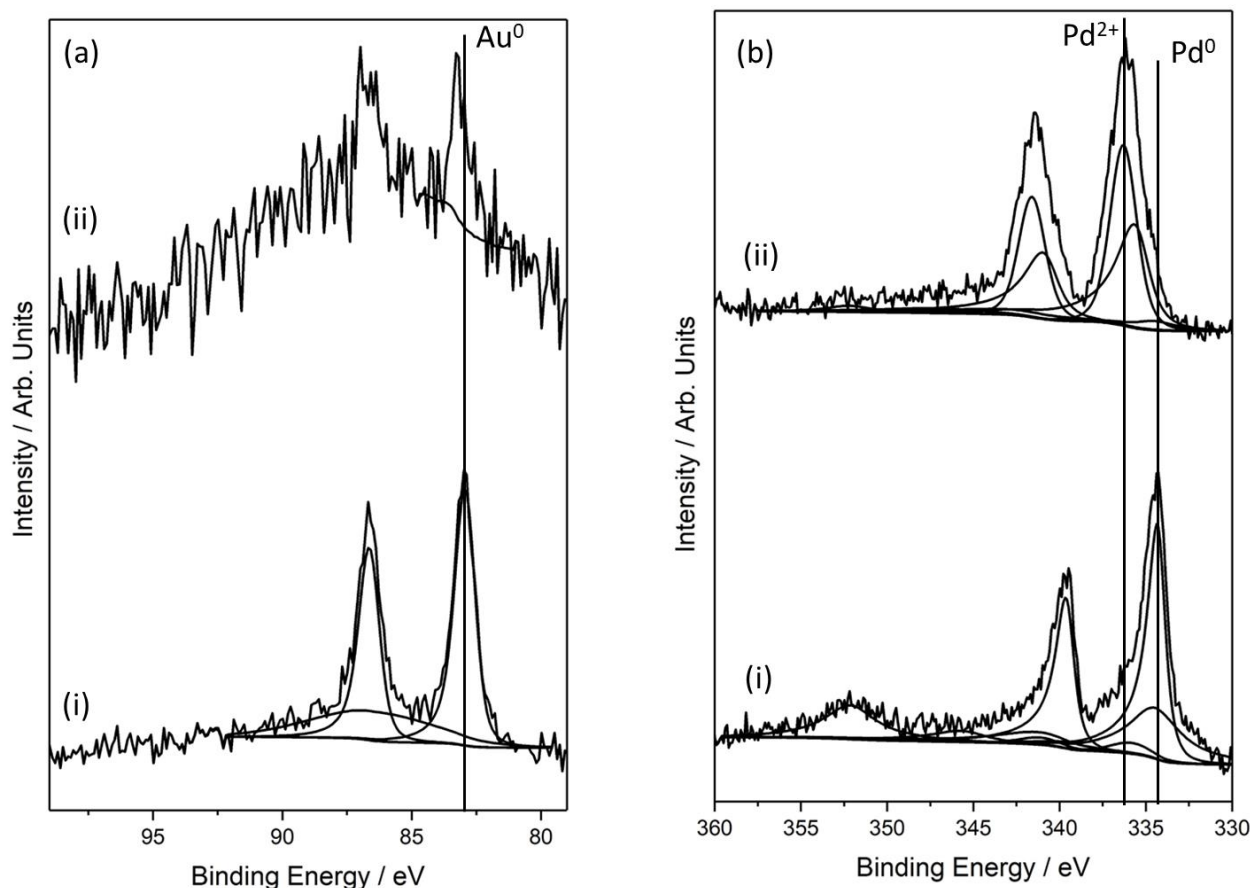 (a)
Au⁰
(ii)
(i)
Intensity / Arb. Units
95
90
85
80
Binding Energy / eV
(b)
Pd²⁺
Pd⁰
(ii)
(i)
Intensity / Arb. Units
360
355
350
345
340
335
330
Binding Energy / eV